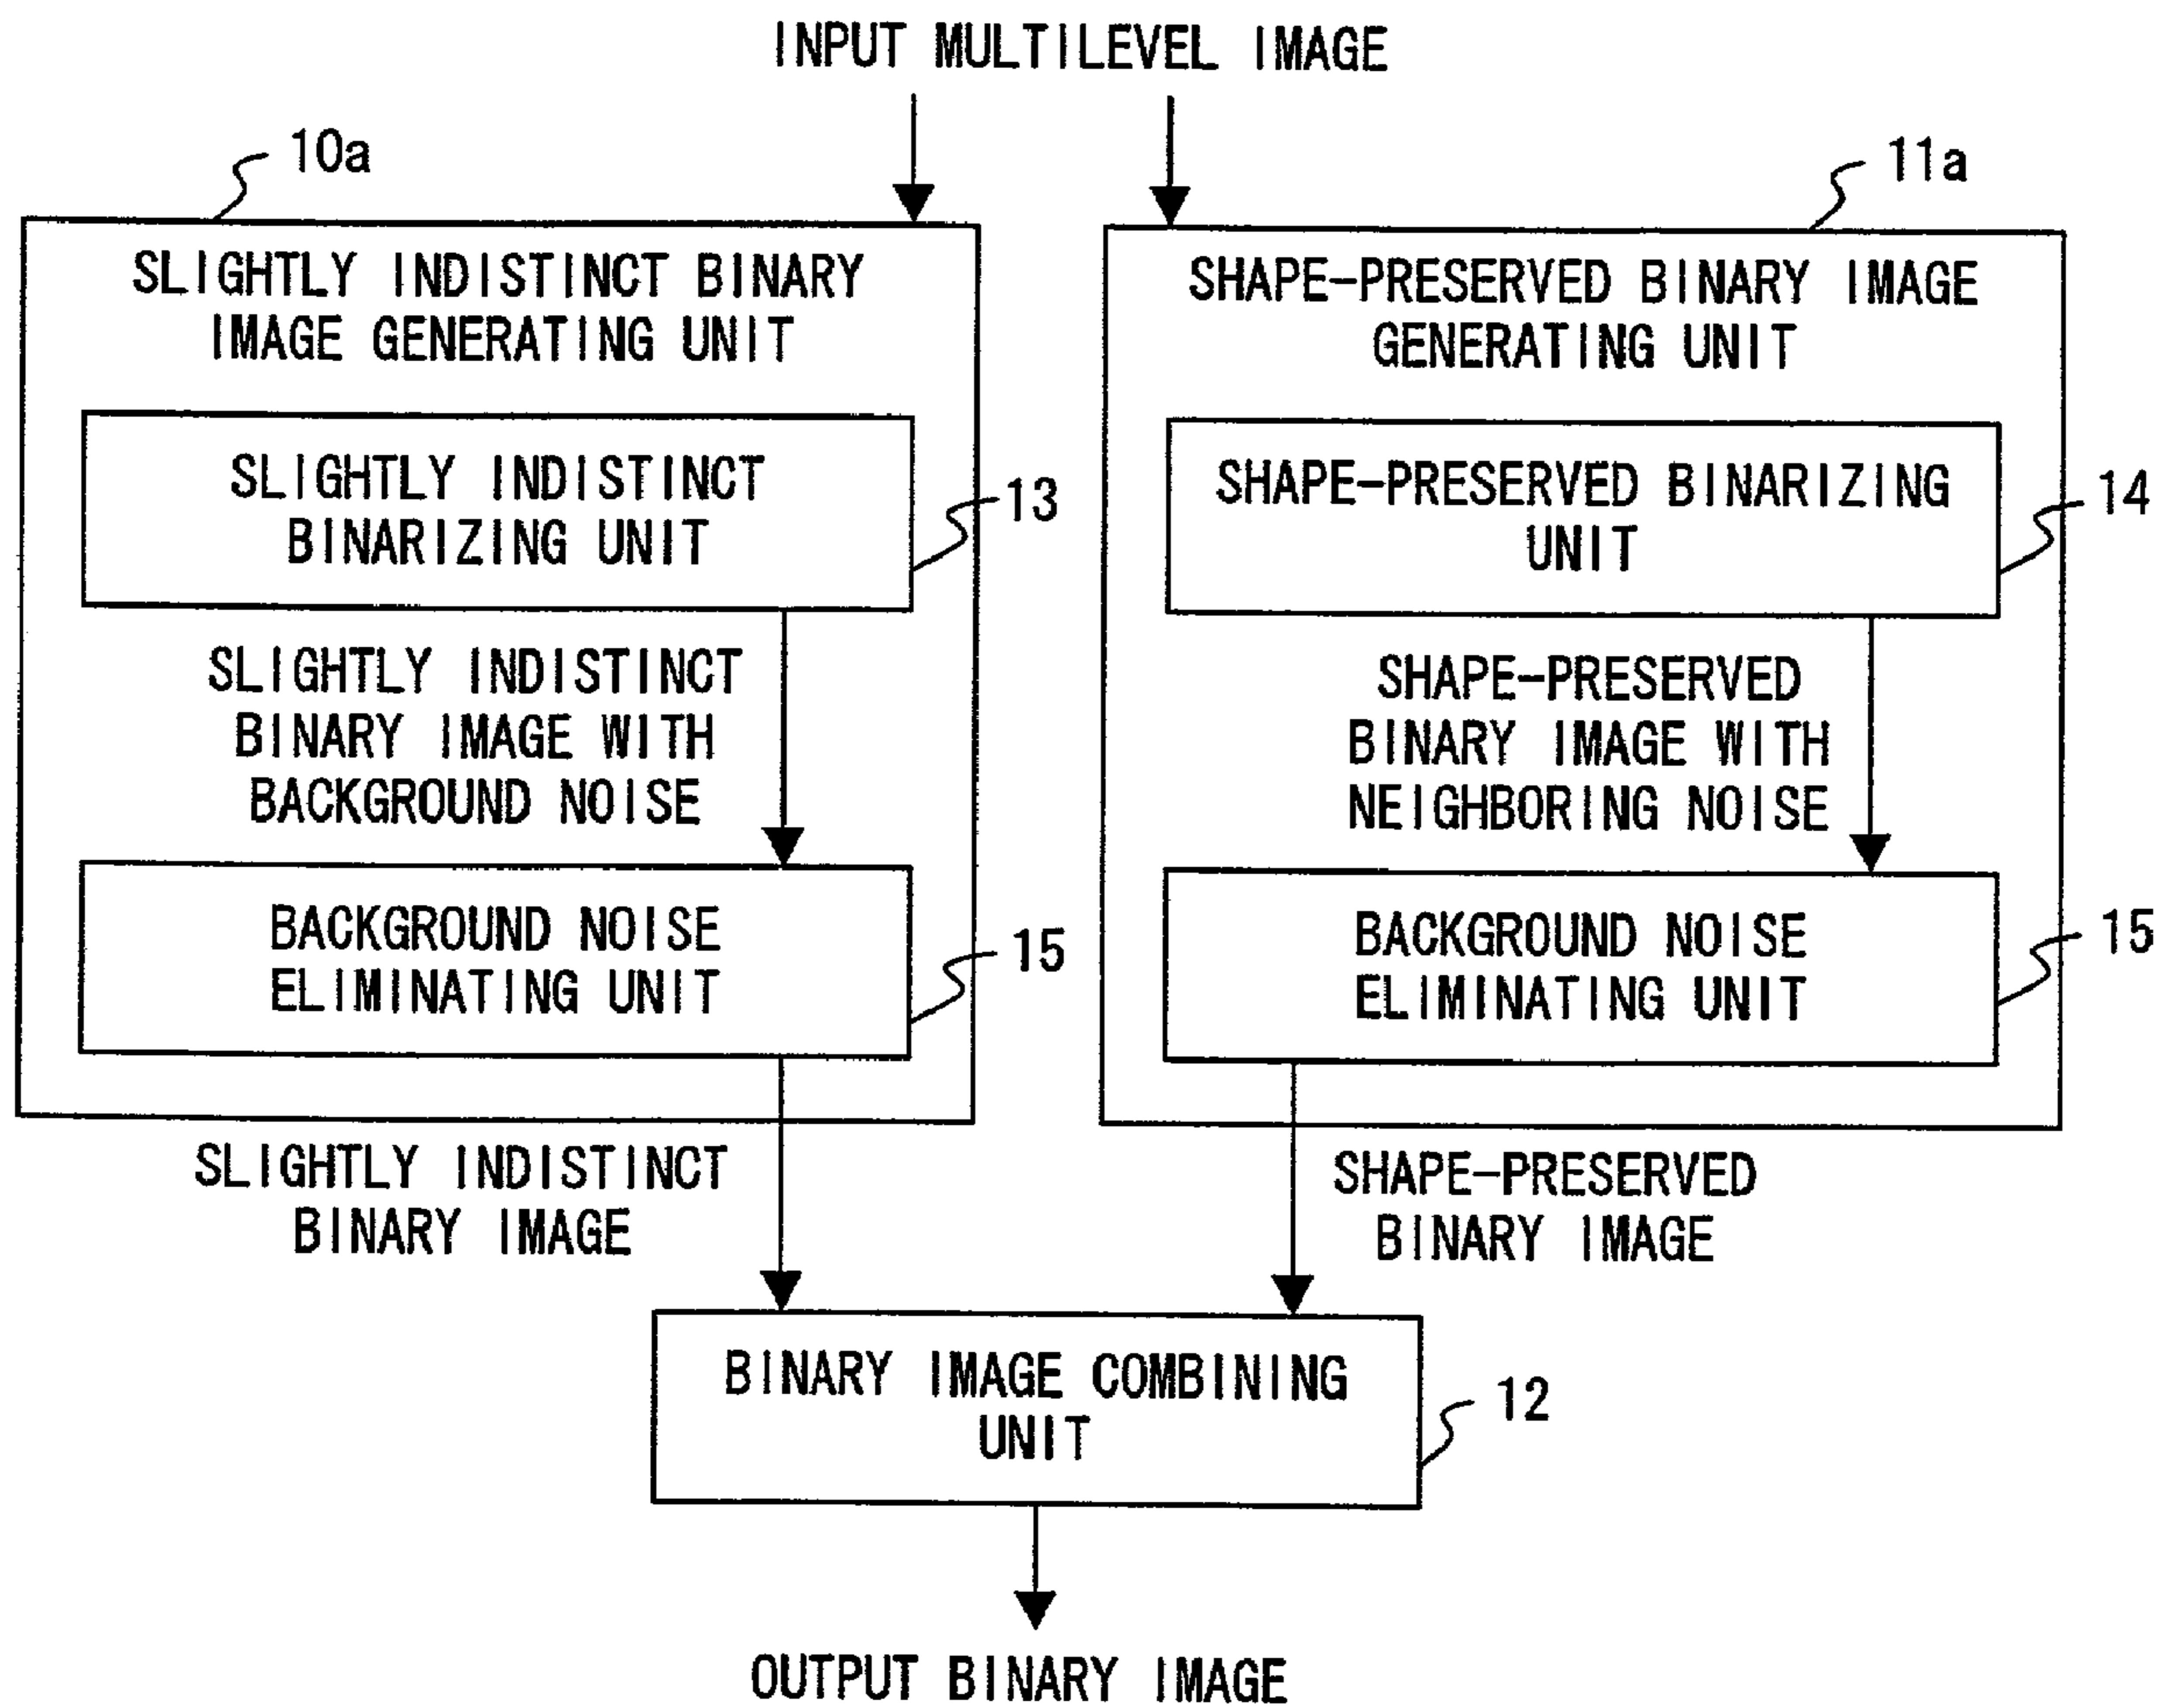 INPUT MULTILEVEL IMAGE
10a
11a
SLIGHTLY INDISTINCT BINARY
IMAGE GENERATING UNIT
SHAPE-PRESERVED BINARY IMAGE
GENERATING UNIT
SLIGHTLY INDISTINCT
BINARIZING UNIT
13
SHAPE-PRESERVED BINARIZING
UNIT
14
SLIGHTLY INDISTINCT
BINARY IMAGE WITH
BACKGROUND NOISE
SHAPE-PRESERVED
BINARY IMAGE WITH
NEIGHBORING NOISE
BACKGROUND NOISE
ELIMINATING UNIT
15
BACKGROUND NOISE
ELIMINATING UNIT
15
SLIGHTLY INDISTINCT
BINARY IMAGE
SHAPE-PRESERVED
BINARY IMAGE
BINARY IMAGE COMBINING
UNIT
12
OUTPUT BINARY IMAGE